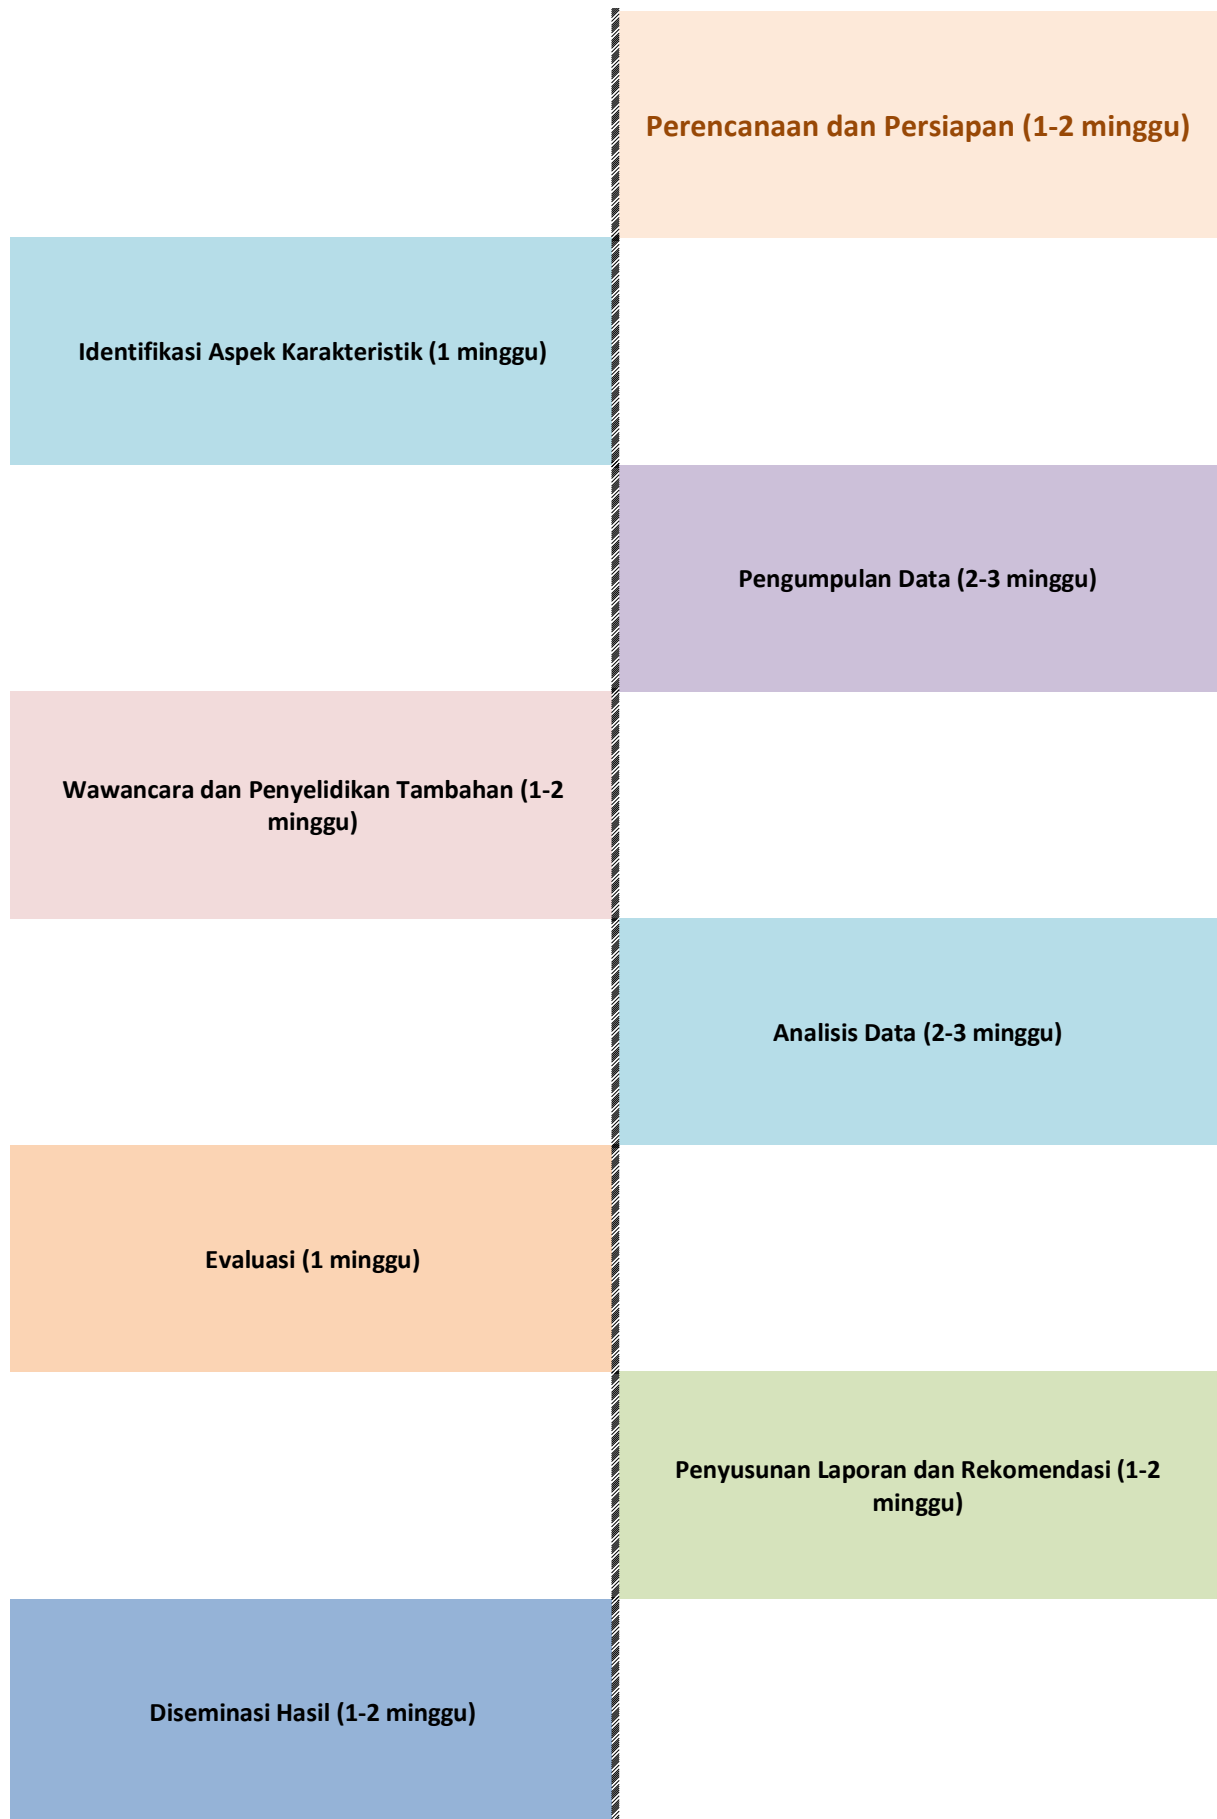 Perencanaan dan Persiapan (1-2 minggu)
Identifikasi Aspek Karakteristik (1 minggu)
Pengumpulan Data (2-3 minggu)
Wawancara dan Penyelidikan Tambahan (1-2
minggu)
Analisis Data (2-3 minggu)
Evaluasi (1 minggu)
Penyusunan Laporan dan Rekomendasi (1-2
minggu)
Diseminasi Hasil (1-2 minggu)